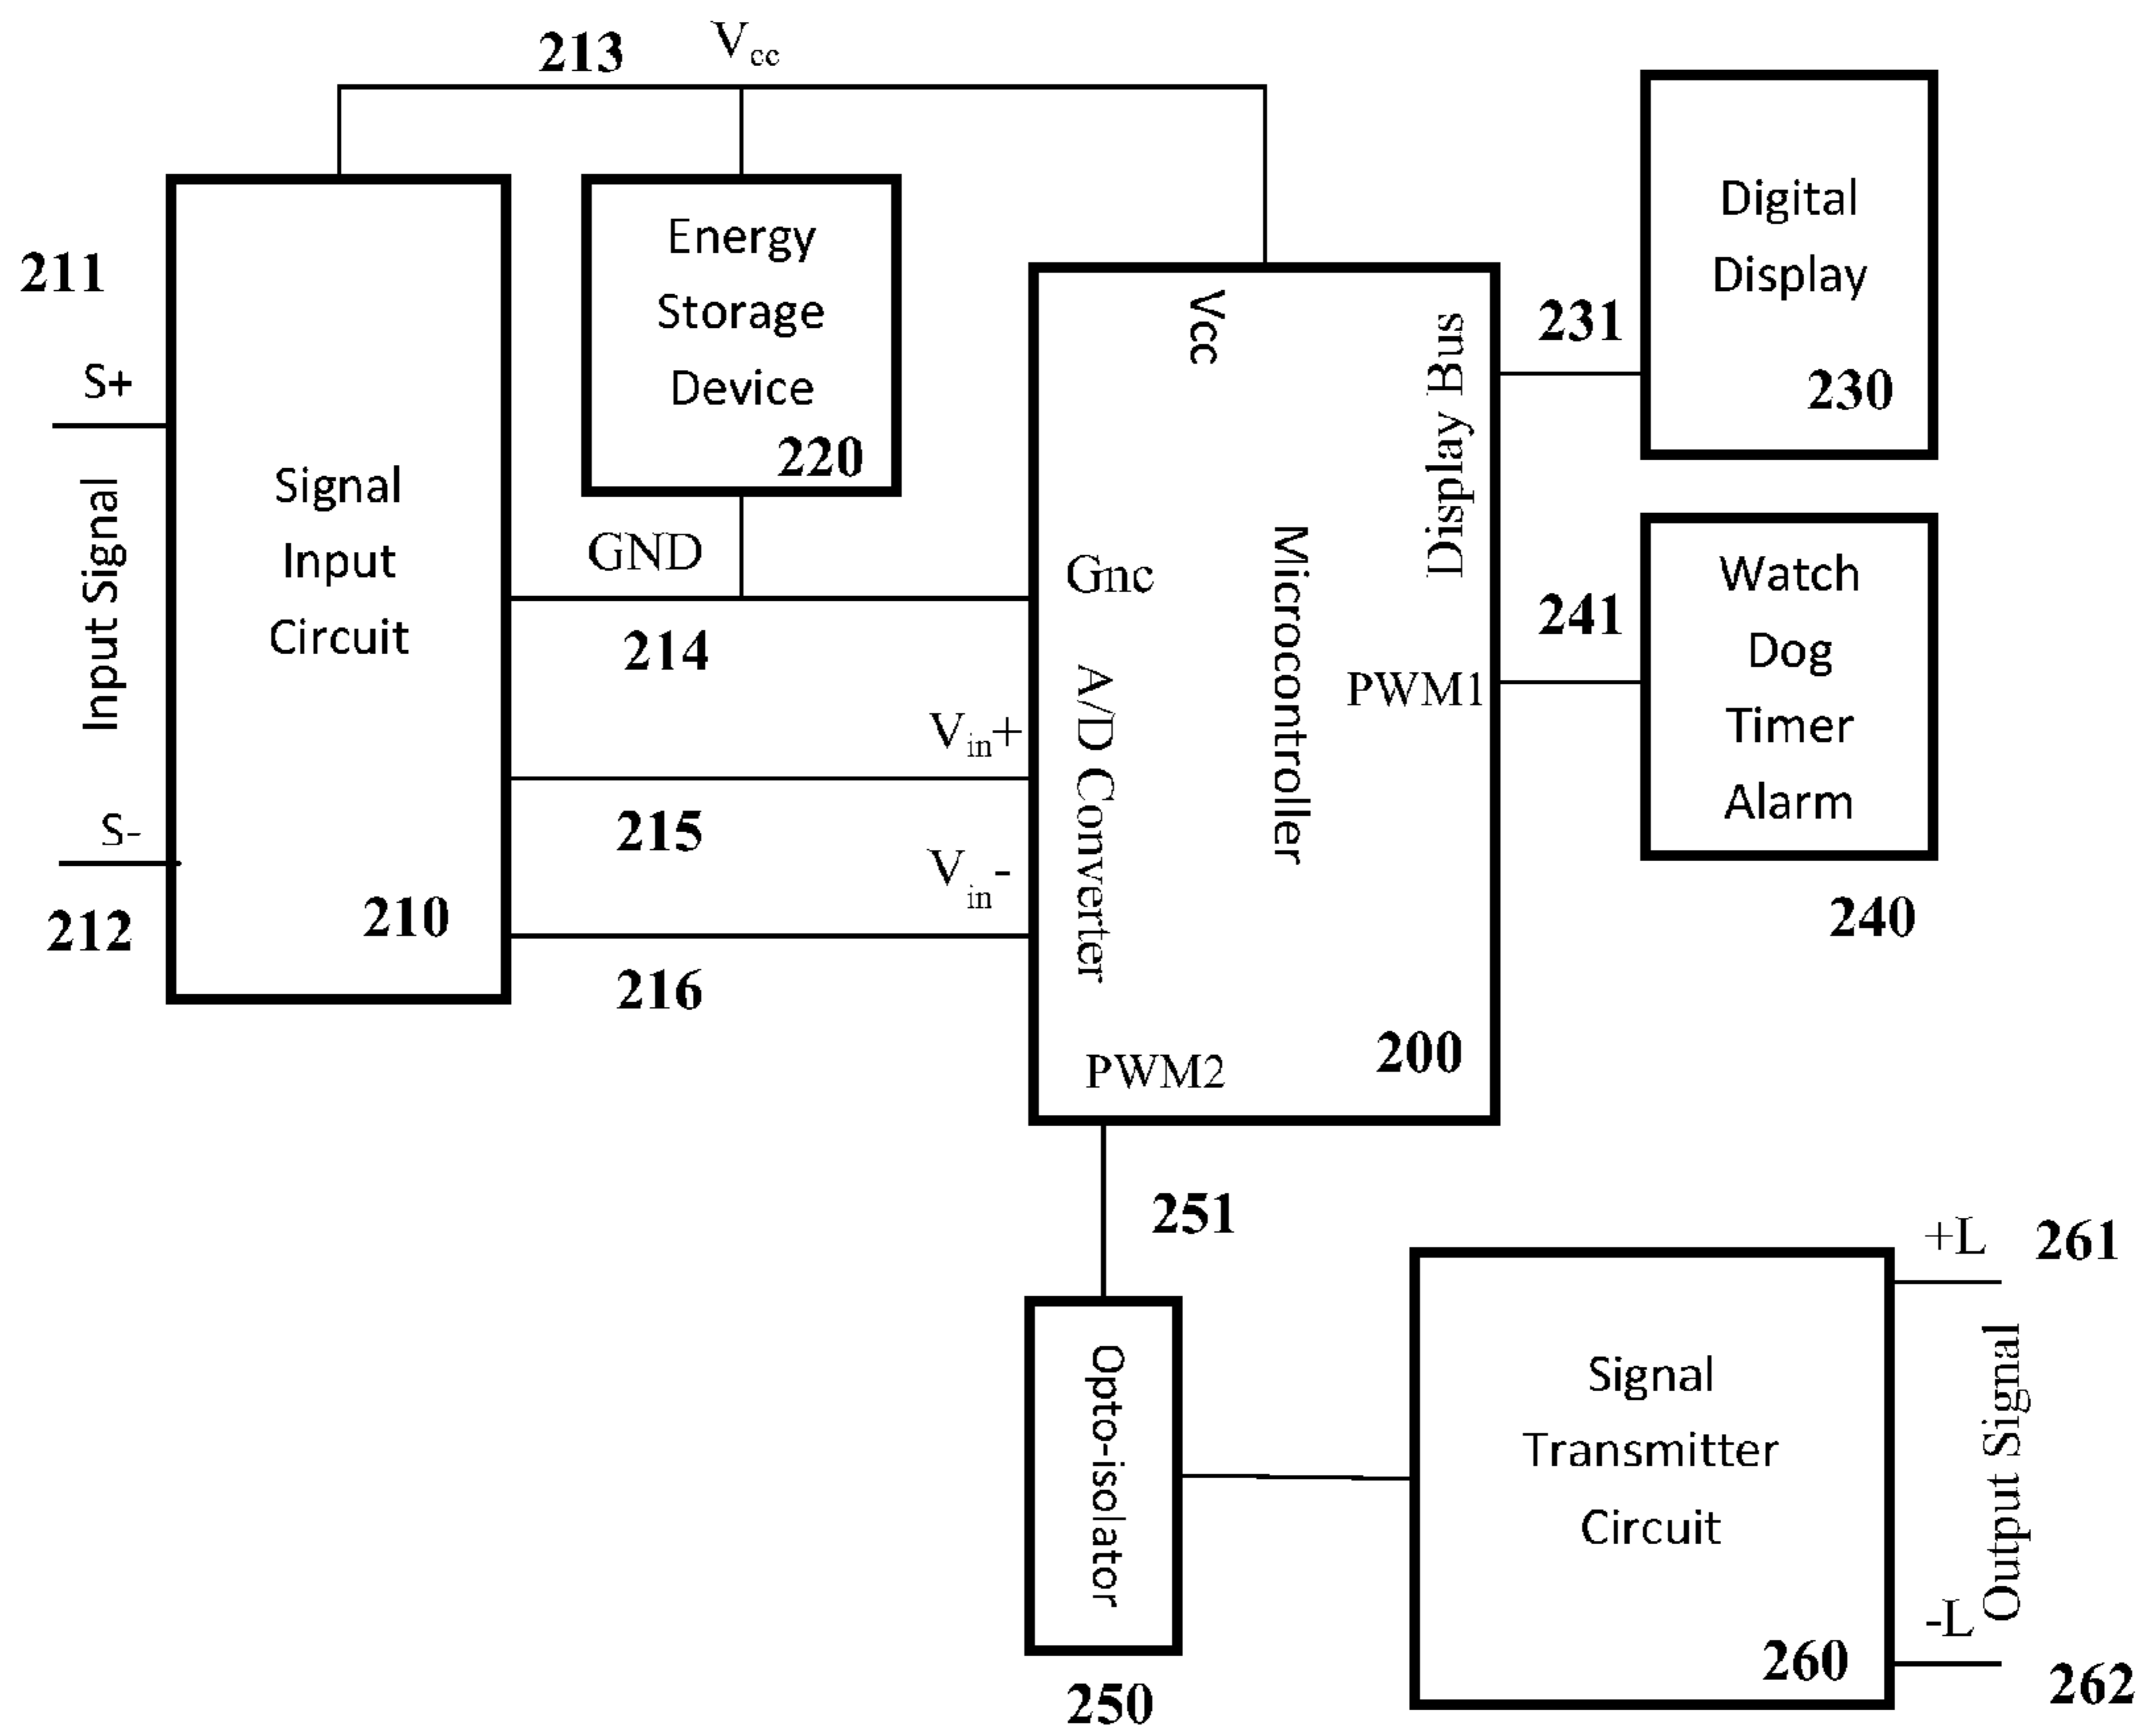 213
Vcc
211
S+
Input Signal
S-
212
Signal
Input
Circuit
210
Energy
Storage
Device
220
GND
214
Vin+
215
Vin-
216
Vcc
Gnc
A/D Converter
Microcontroller
Display Bus
PWM1
PWM2
200
231
Digital
Display
230
241
Watch
Dog
Timer
Alarm
240
251
Opto-isolator
250
Signal
Transmitter
Circuit
260
+L
261
Output Signal
-L
262